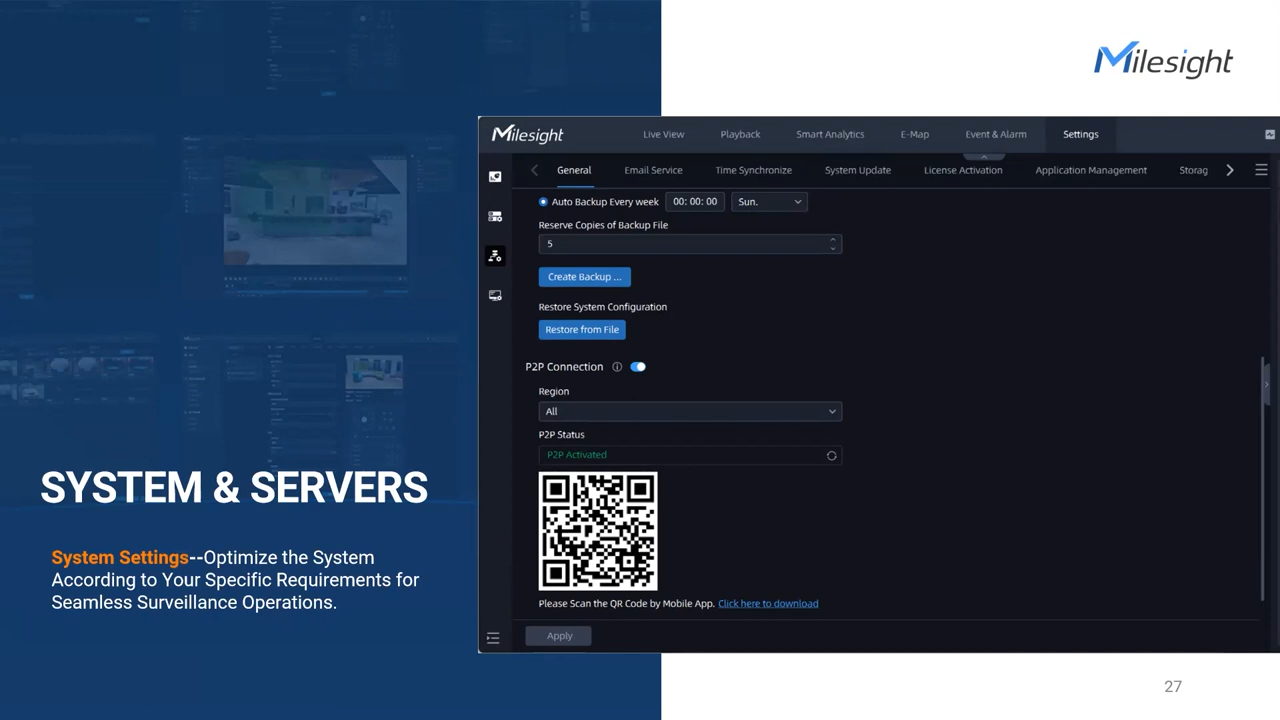 Milesight
Milesight
Live View
Playback
Smart Analytics
E-Map
Event & Alarm
Settings
General
Email Service
Time Synchronize
System Update
License Activation
Application Management
Storag
Auto Backup Every week
00: 00: 00
Sun.
Reserve Copies of Backup File
5
Create Backup ...
Restore System Configuration
Restore from File
P2P Connection
Region
All
P2P Status
P2P Activated
Please Scan the QR Code by Mobile App. Click here to download
Apply
SYSTEM & SERVERS
System Settings--Optimize the System
According to Your Specific Requirements for
Seamless Surveillance Operations.
27